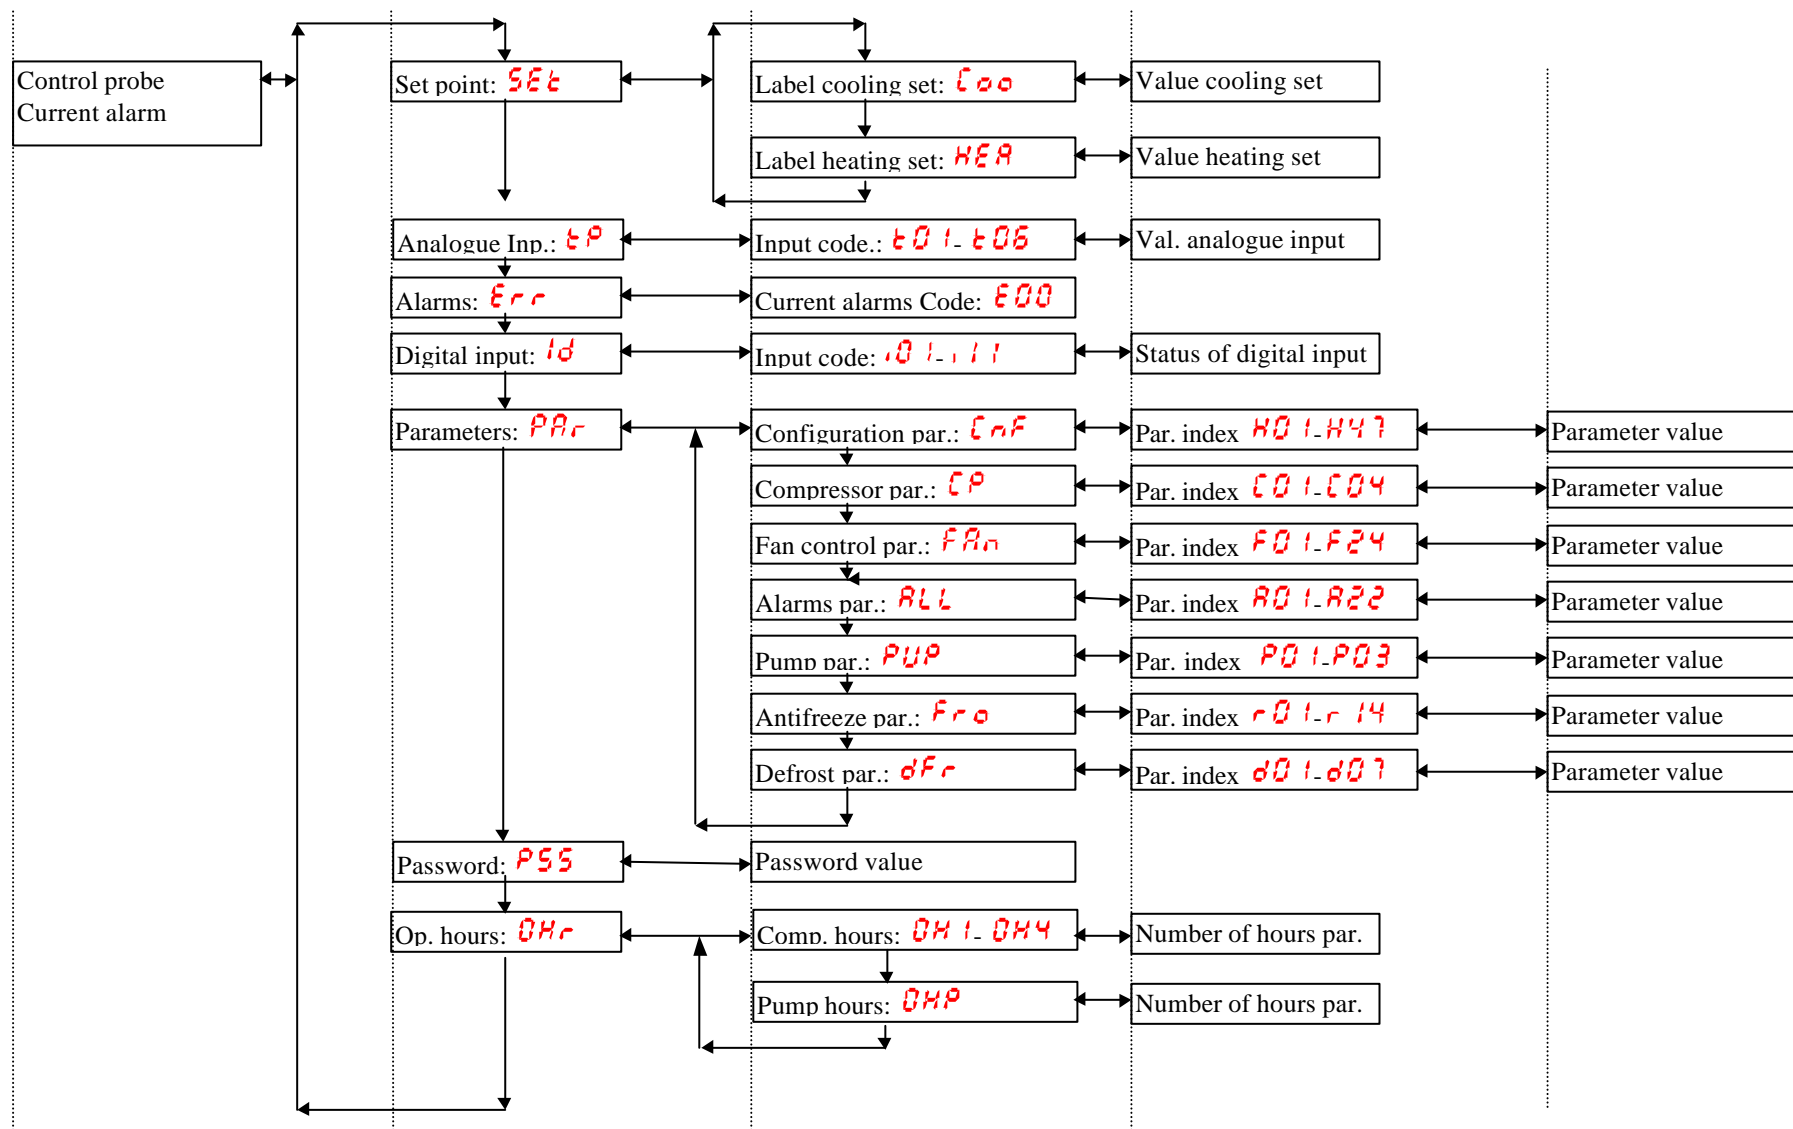 Control probe
Current alarm
Set point: SEt
Label cooling set: Coo
Value cooling set
Label heating set: HEA
Value heating set
Analogue Inp.: tP
Input code.: t01- t06
Val. analogue input
Alarms: Err
Current alarms Code: E00
Digital input: Id
Input code: i01-i11
Status of digital input
Parameters: PAr
Configuration par.: CnF
Par. index H01-H47
Parameter value
Compressor par.: CP
Par. index C01-C04
Parameter value
Fan control par.: FAn
Par. index F01-F24
Parameter value
Alarms par.: ALL
Par. index A01-A22
Parameter value
Pump par.: PUP
Par. index P01-P03
Parameter value
Antifreeze par.: Fro
Par. index r01-r14
Parameter value
Defrost par.: dFr
Par. index d01-d07
Parameter value
Password: PSS
Password value
Op. hours: OHr
Comp. hours: OH1- OH4
Number of hours par.
Pump hours: OHP
Number of hours par.